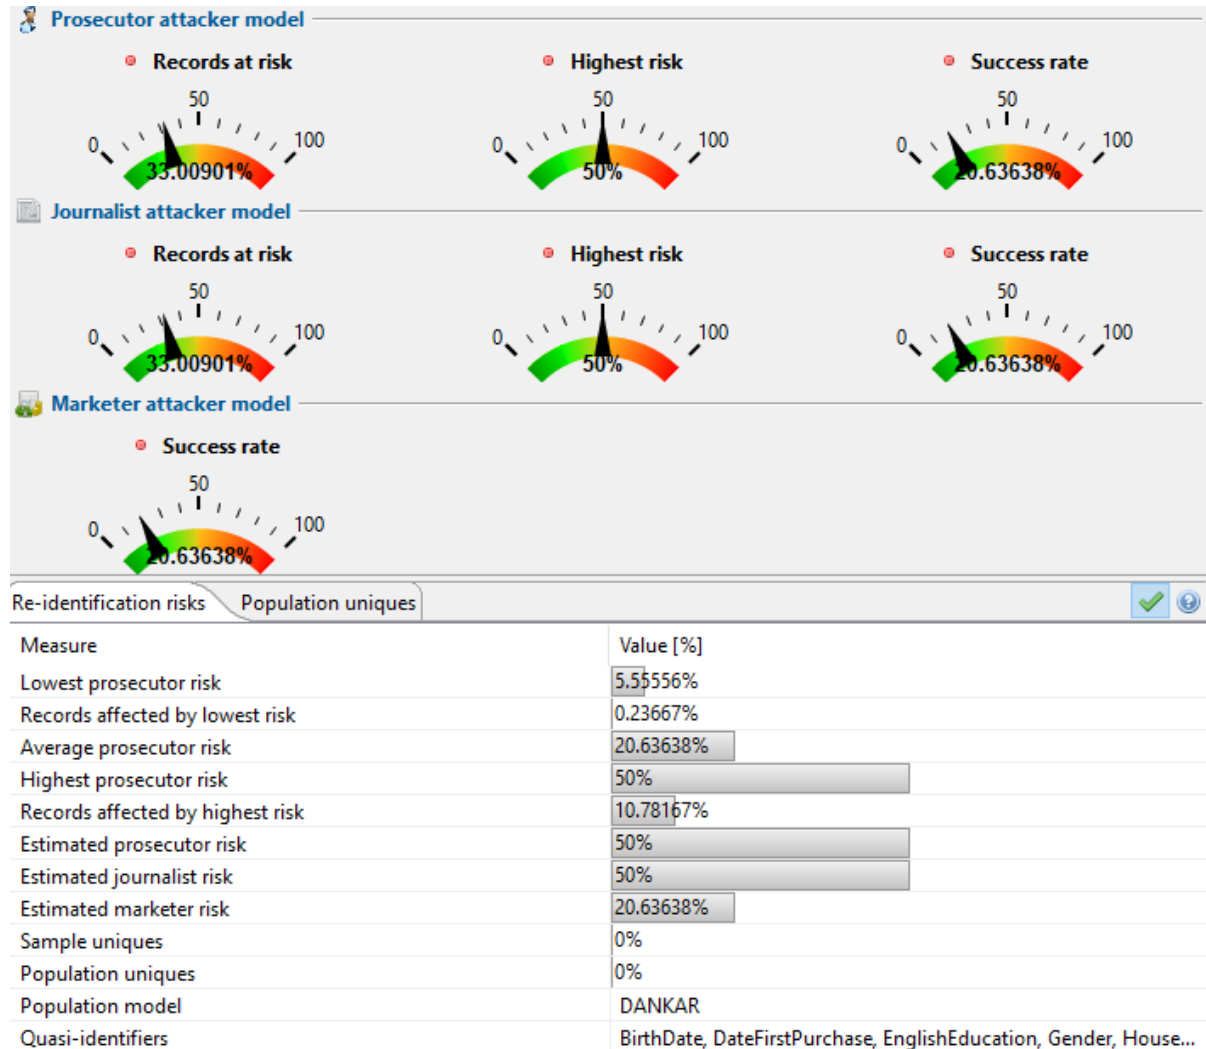 Prosecutor attacker model
Records at risk Highest risk Success rate
50 50 50
0 100 0 100 0 100
33.00901% 50% 20.63638%
Journalist attacker model
Records at risk Highest risk Success rate
50 50 50
0 100 0 100 0 100
33.00901% 50% 20.63638%
Marketer attacker model
Success rate
50
0 100
20.63638%
Re-identification risks Population uniques
Measure Value [%]
Lowest prosecutor risk 5.55556%
Records affected by lowest risk 0.23667%
Average prosecutor risk 20.63638%
Highest prosecutor risk 50%
Records affected by highest risk 10.78167%
Estimated prosecutor risk 50%
Estimated journalist risk 50%
Estimated marketer risk 20.63638%
Sample uniques 0%
Population uniques 0%
Population model DANKAR
Quasi-identifiers BirthDate, DateFirstPurchase, EnglishEducation, Gender, House...